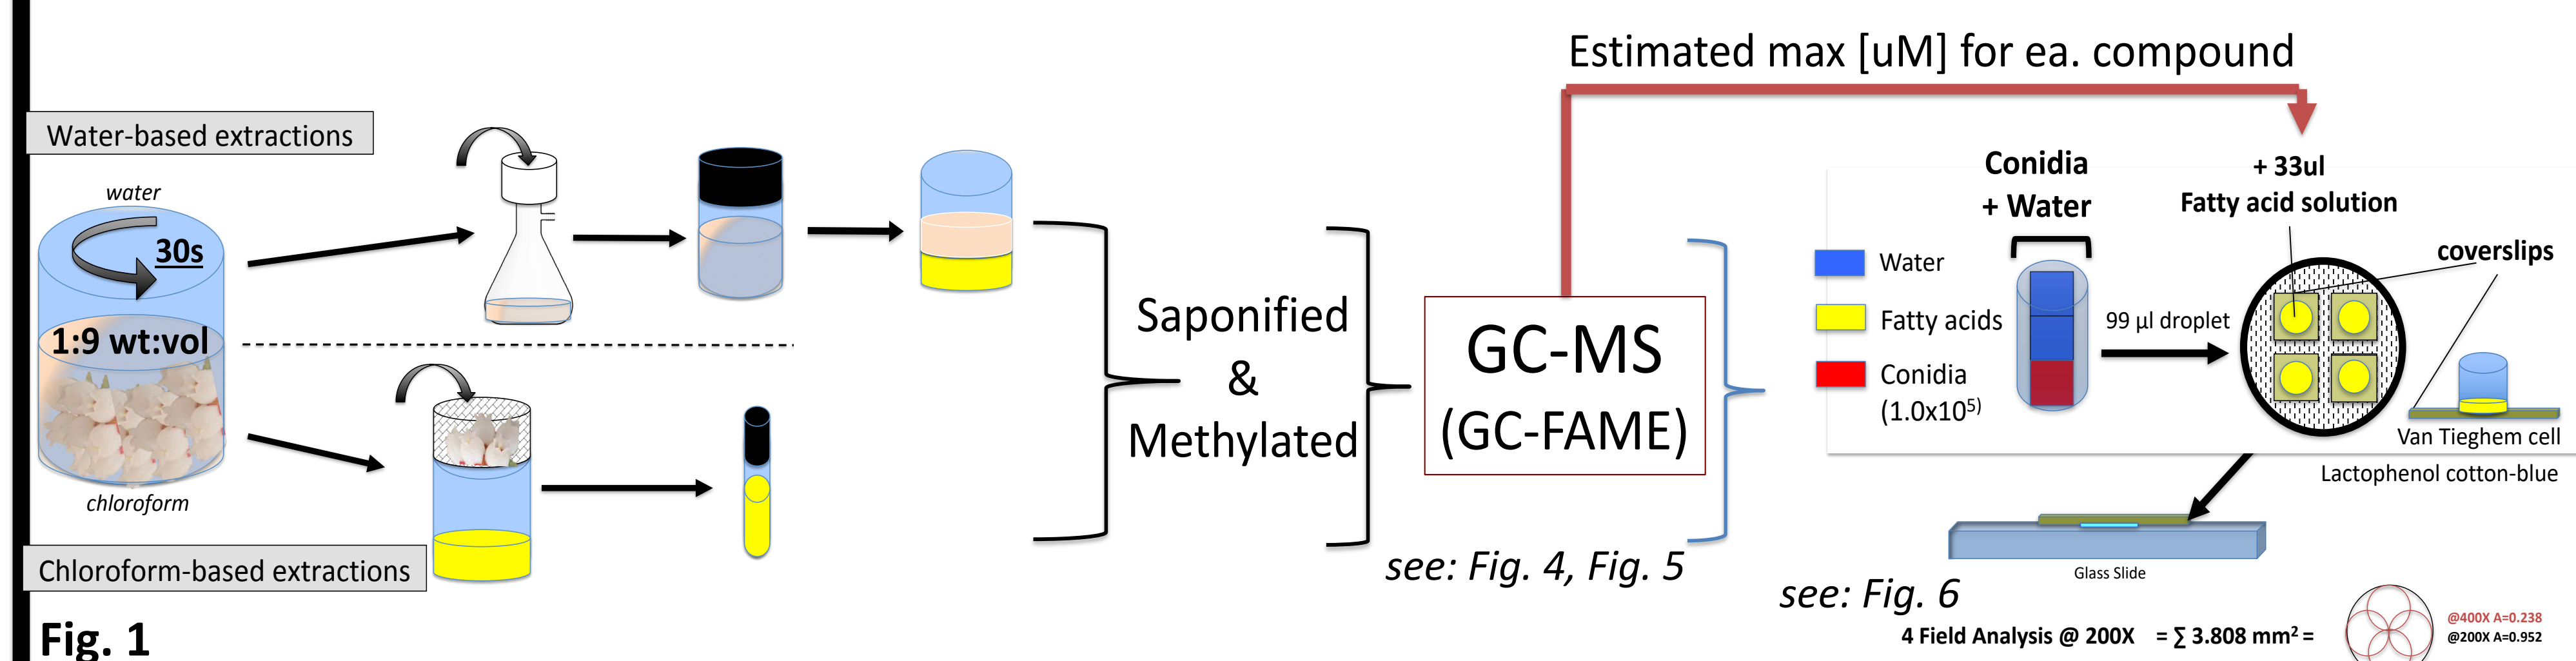 Estimated max [uM] for ea. compound
Water-based extractions
water
30s
1:9 wt:vol
chloroform
Chloroform-based extractions
Fig. 1
Saponified
&
Methylated
GC-MS
(GC-FAME)
see: Fig. 4, Fig. 5
Conidia
+ Water
+ 33ul
Fatty acid solution
coverslips
Water
Fatty acids
Conidia
(1.0x10⁵⁾
99 µl droplet
Van Tieghem cell
Lactophenol cotton-blue
Glass Slide
see: Fig. 6
4 Field Analysis @ 200X = ∑ 3.808 mm² =
@400X A=0.238
@200X A=0.952